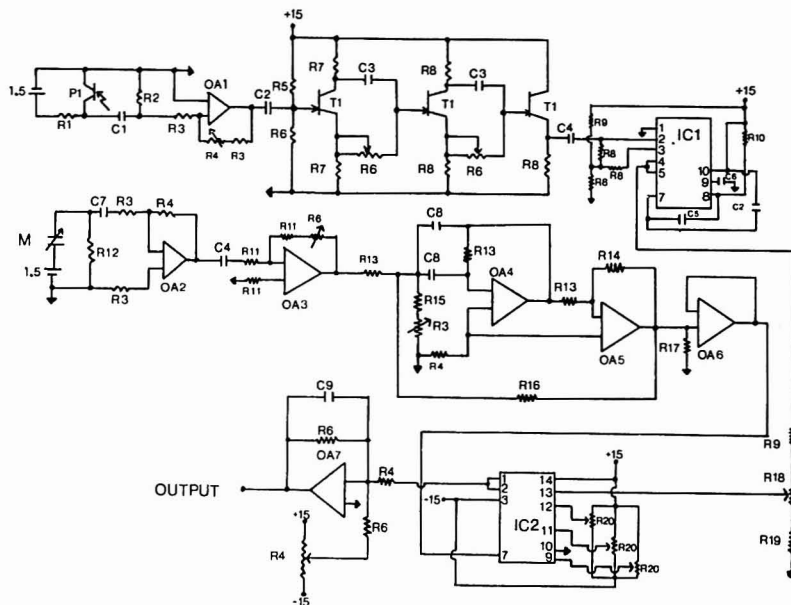 +15
1.5 P1 R2 OA1 C2 R5 R7 C3 R8 C3
R1 C1 R3 T1 T1 T1 +15
R4 R3 R6 R6 R6 C4 R9 R10
R7 R8 R8 R8 R8 R8
1 2 3 4 5 7 IC1 10 9 8 C6 C5 C2
M C7 R3 R4 R12 1.5 R3 OA2
C4 R11 R11 R6 R11 OA3 R13
C8 C8 R13 OA4 R15 R3 R4
R13 R14 OA5 R17 OA6
R16
C9
R6
OA7
OUTPUT
R4 R6
+15
R4
-15
R9
R18
R19
+15
-15
1 2 3 7 IC2 14 13 12 11 10 9
R20 R20 R20